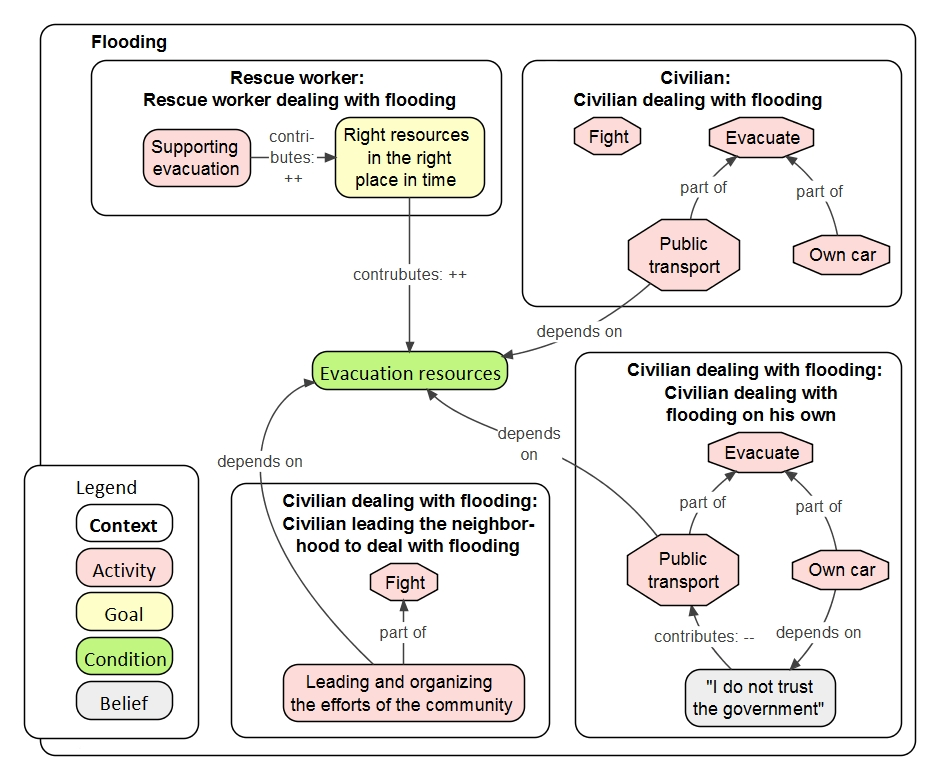 Flooding
Rescue worker:
Rescue worker dealing with flooding
Supporting
evacuation
contri-
butes:
++
Right resources
in the right
place in time
Civilian:
Civilian dealing with flooding
Fight
Evacuate
part of
part of
Public
transport
Own car
contrubutes: ++
depends on
Evacuation resources
Civilian dealing with flooding:
Civilian dealing with
flooding on his own
Evacuate
part of
part of
Public
transport
Own car
contributes: --
depends on
"I do not trust
the government"
depends
on
depends on
Civilian dealing with flooding:
Civilian leading the neighbor-
hood to deal with flooding
Fight
part of
Leading and organizing
the efforts of the community
Legend
Context
Activity
Goal
Condition
Belief